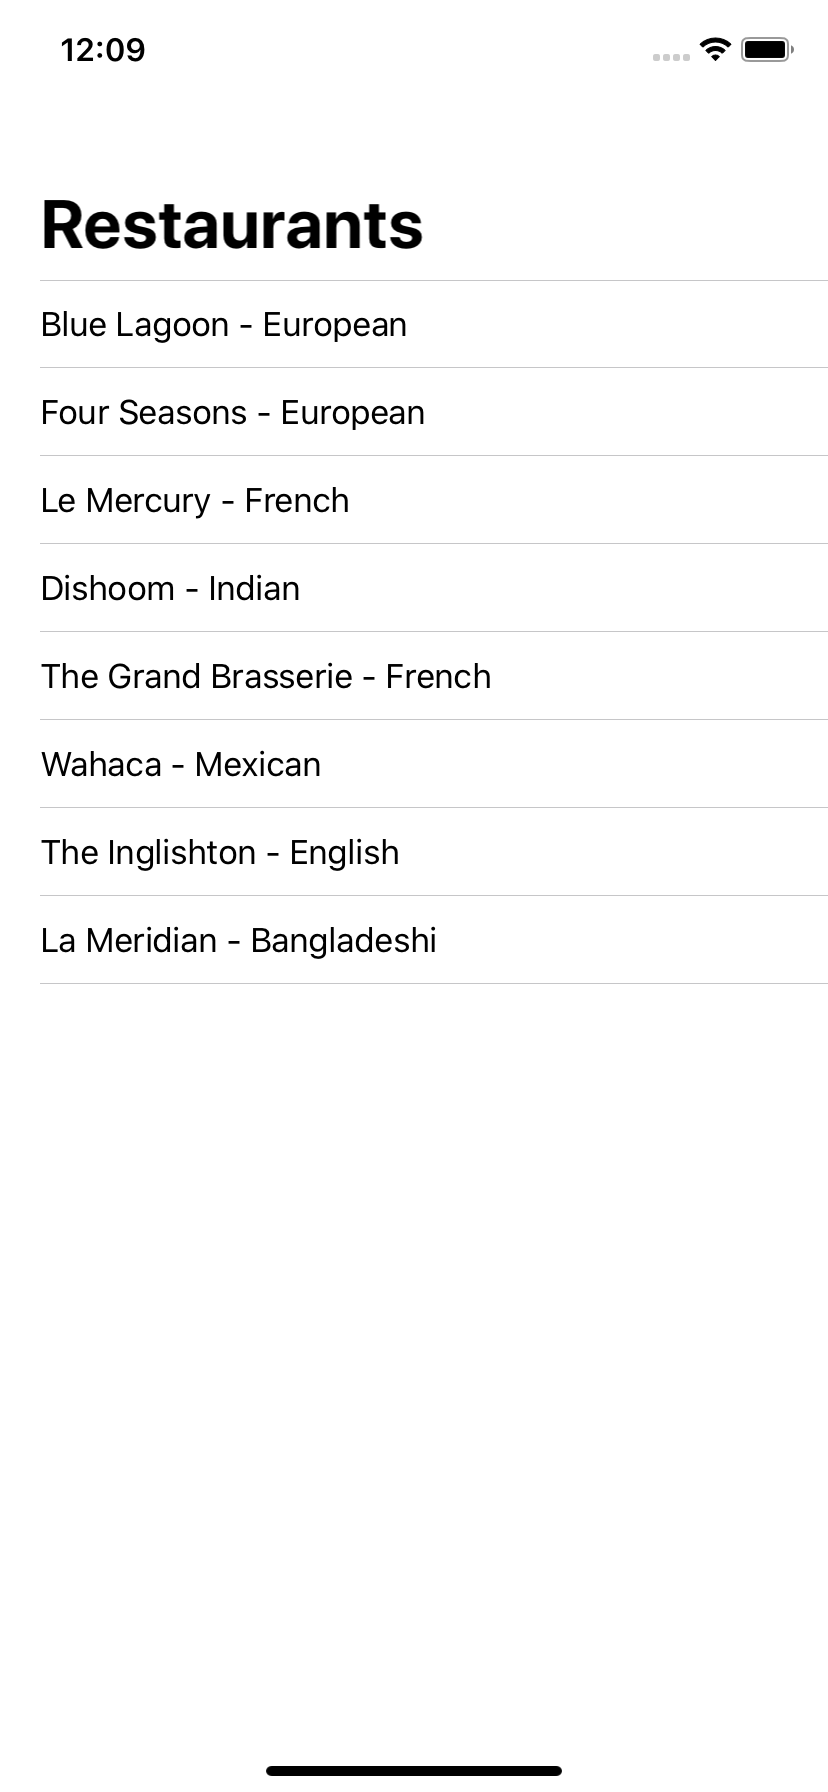 12:09
Restaurants
Blue Lagoon - European
Four Seasons - European
Le Mercury - French
Dishoom - Indian
The Grand Brasserie - French
Wahaca - Mexican
The Inglishton - English
La Meridian - Bangladeshi